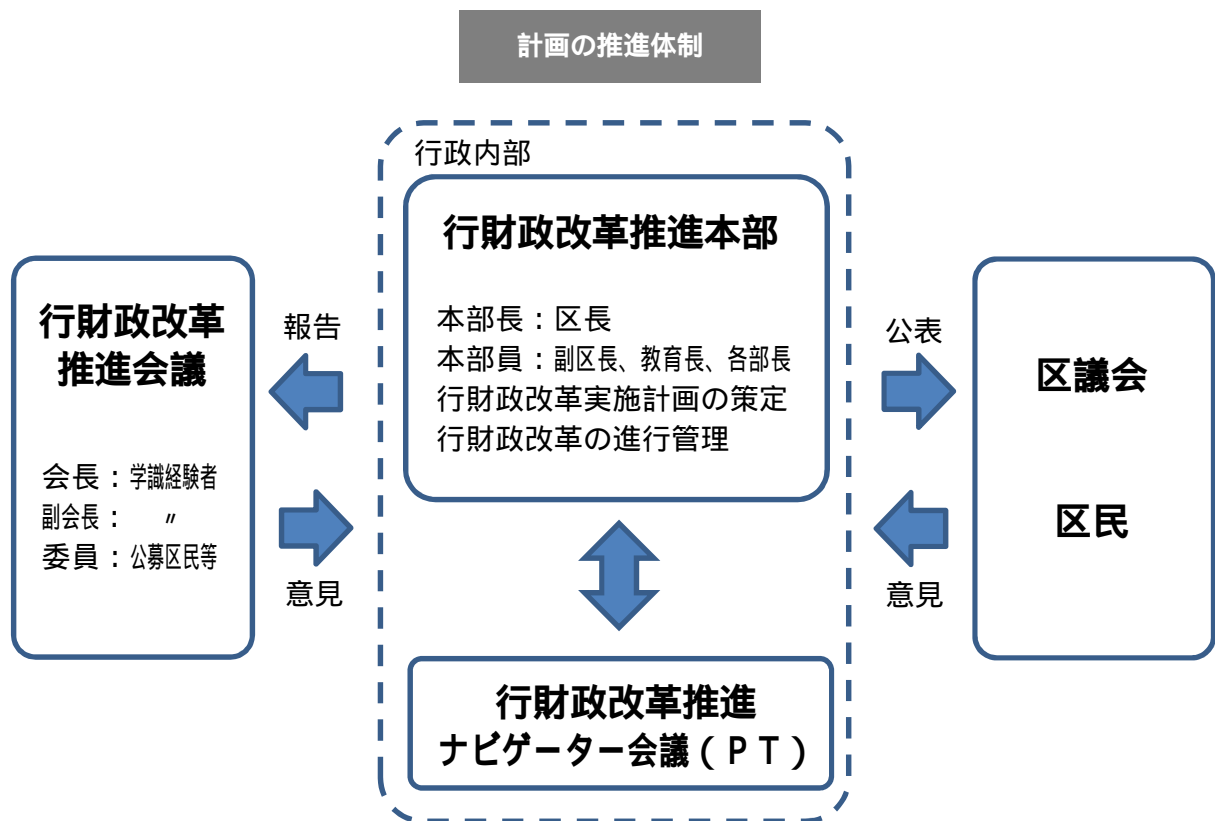 計画の推進体制
行政内部
行財政改革推進本部
本部長：区長
本部員：副区長、教育長、各部長
行財政改革実施計画の策定
行財政改革の進行管理
行財政改革
推進会議
会長：学識経験者
副会長：　〃
委員：公募区民等
報告
意見
公表
意見
区議会
区民
行財政改革推進
ナビゲーター会議（ＰＴ）